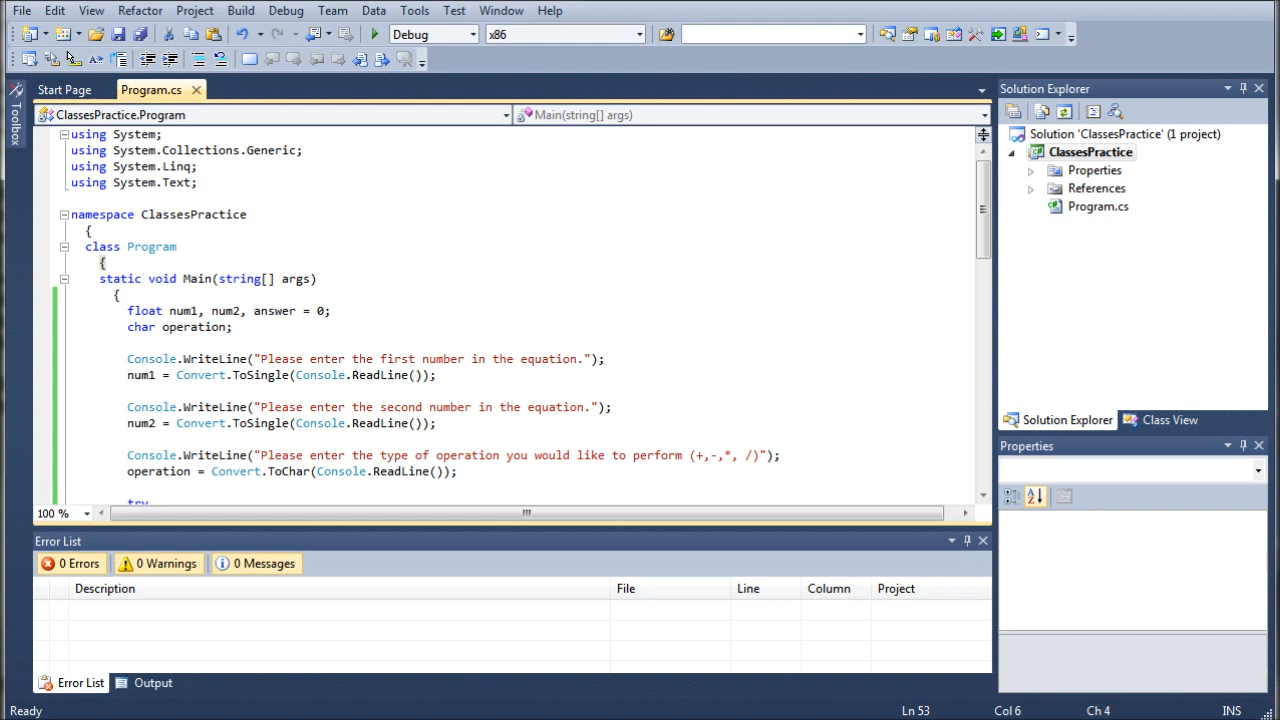 File Edit View Refactor Project Build Debug Team Data Tools Test Window Help
Debug x86
Start Page Program.cs
ClassesPractice.Program Main(string[] args)
Toolbox
using System;
using System.Collections.Generic;
using System.Linq;
using System.Text;
namespace ClassesPractice
{
class Program
{
static void Main(string[] args)
{
float num1, num2, answer = 0;
char operation;
Console.WriteLine("Please enter the first number in the equation.");
num1 = Convert.ToSingle(Console.ReadLine());
Console.WriteLine("Please enter the second number in the equation.");
num2 = Convert.ToSingle(Console.ReadLine());
Console.WriteLine("Please enter the type of operation you would like to perform (+,-,*, /)");
operation = Convert.ToChar(Console.ReadLine());
try
100 %
Solution Explorer
Solution 'ClassesPractice' (1 project)
ClassesPractice
Properties
References
Program.cs
Solution Explorer Class View
Properties
Error List
0 Errors 0 Warnings 0 Messages
Description File Line Column Project
Error List Output
Ready Ln 53 Col 6 Ch 4 INS